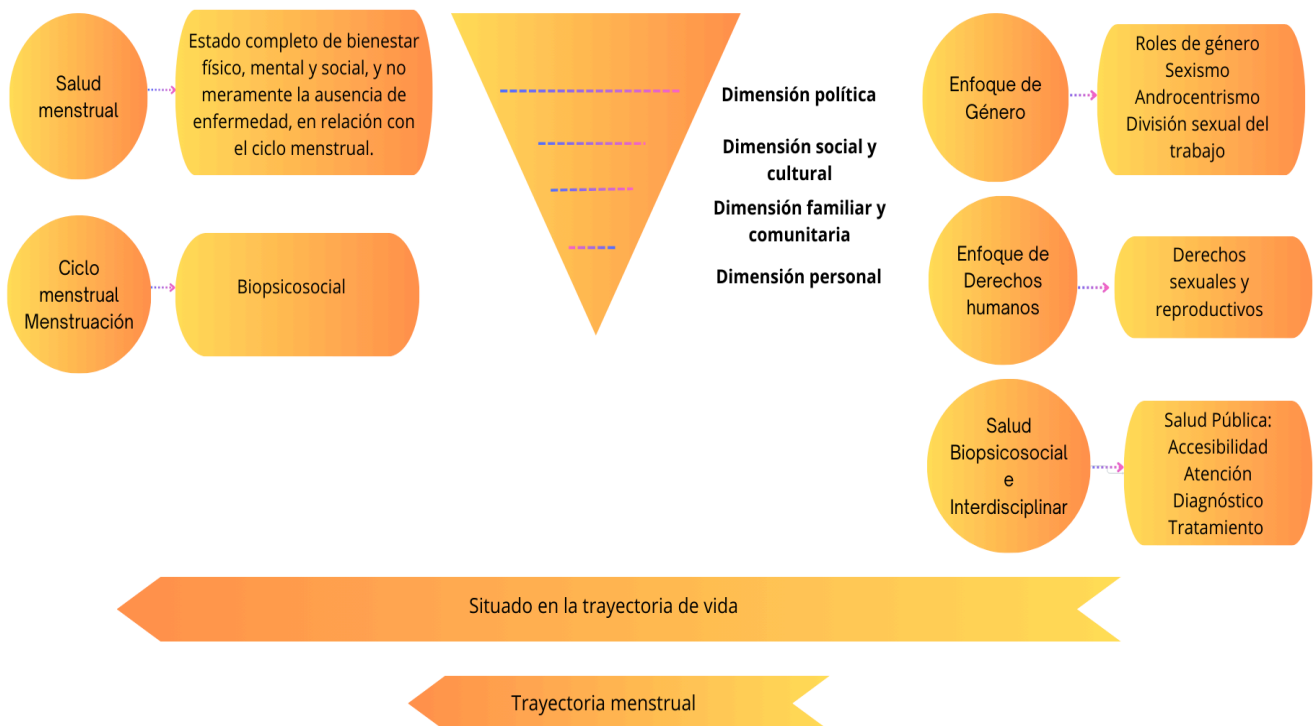 Salud
menstrual
Estado completo de bienestar
físico, mental y social, y no
meramente la ausencia de
enfermedad, en relación con
el ciclo menstrual.
Ciclo
menstrual
Menstruación
Biopsicosocial
Dimensión política
Dimensión social y
cultural
Dimensión familiar y
comunitaria
Dimensión personal
Enfoque de
Género
Roles de género
Sexismo
Androcentrismo
División sexual del
trabajo
Enfoque de
Derechos
humanos
Derechos
sexuales y
reproductivos
Salud
Biopsicosocial
e
Interdisciplinar
Salud Pública:
Accesibilidad
Atención
Diagnóstico
Tratamiento
Situado en la trayectoria de vida
Trayectoria menstrual